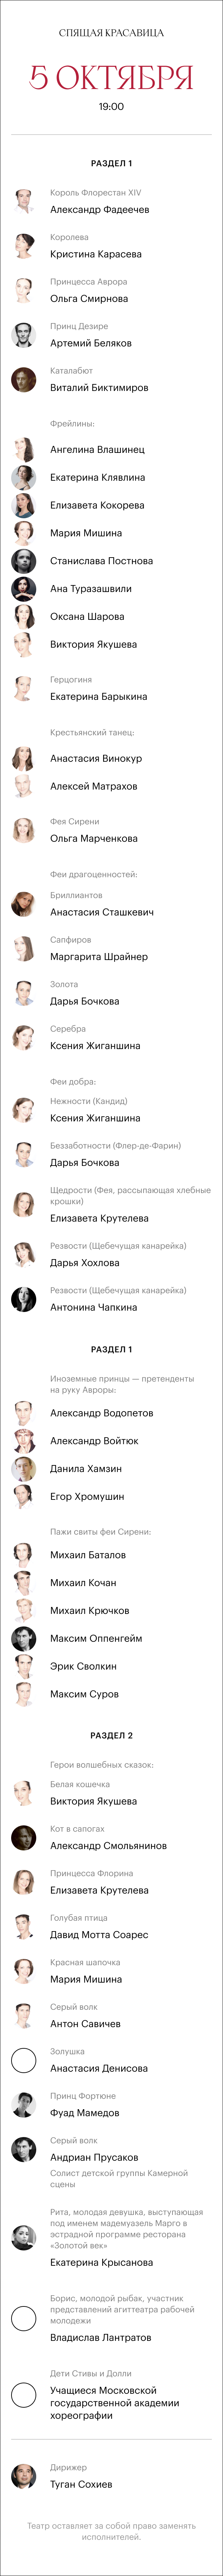 СПЯЩАЯ КРАСАВИЦА
5 ОКТЯБРЯ
19:00
РАЗДЕЛ 1
Король Флорестан XIV
Александр Фадеечев
Королева
Кристина Карасева
Принцесса Аврора
Ольга Смирнова
Принц Дезире
Артемий Беляков
Каталабют
Виталий Биктимиров
Фрейлины:
Ангелина Влашинец
Екатерина Клявлина
Елизавета Кокорева
Мария Мишина
Станислава Постнова
Ана Туразашвили
Оксана Шарова
Виктория Якушева
Герцогиня
Екатерина Барыкина
Крестьянский танец:
Анастасия Винокур
Алексей Матрахов
Фея Сирени
Ольга Марченкова
Феи драгоценностей:
Бриллиантов
Анастасия Сташкевич
Сапфиров
Маргарита Шрайнер
Золота
Дарья Бочкова
Серебра
Ксения Жиганшина
Феи добра:
Нежности (Кандид)
Ксения Жиганшина
Беззаботности (Флер-де-Фарин)
Дарья Бочкова
Щедрости (Фея, рассыпающая хлебные
крошки)
Елизавета Крутелева
Резвости (Щебечущая канарейка)
Дарья Хохлова
Резвости (Щебечущая канарейка)
Антонина Чапкина
РАЗДЕЛ 1
Иноземные принцы — претенденты
на руку Авроры:
Александр Водопетов
Александр Войтюк
Данила Хамзин
Егор Хромушин
Пажи свиты феи Сирени:
Михаил Баталов
Михаил Кочан
Михаил Крючков
Максим Оппенгейм
Эрик Сволкин
Максим Суров
РАЗДЕЛ 2
Герои волшебных сказок:
Белая кошечка
Виктория Якушева
Кот в сапогах
Александр Смольянинов
Принцесса Флорина
Елизавета Крутелева
Голубая птица
Давид Мотта Соарес
Красная шапочка
Мария Мишина
Серый волк
Антон Савичев
Золушка
Анастасия Денисова
Принц Фортюне
Фуад Мамедов
Серый волк
Андриан Прусаков
Солист детской группы Камерной
сцены
Рита, молодая девушка, выступающая
под именем мадемуазель Марго в
эстрадной программе ресторана
«Золотой век»
Екатерина Крысанова
Борис, молодой рыбак, участник
представлений агиттеатра рабочей
молодежи
Владислав Лантратов
Дети Стивы и Долли
Учащиеся Московской
государственной академии
хореографии
Дирижер
Туган Сохиев
Театр оставляет за собой право заменять
исполнителей.